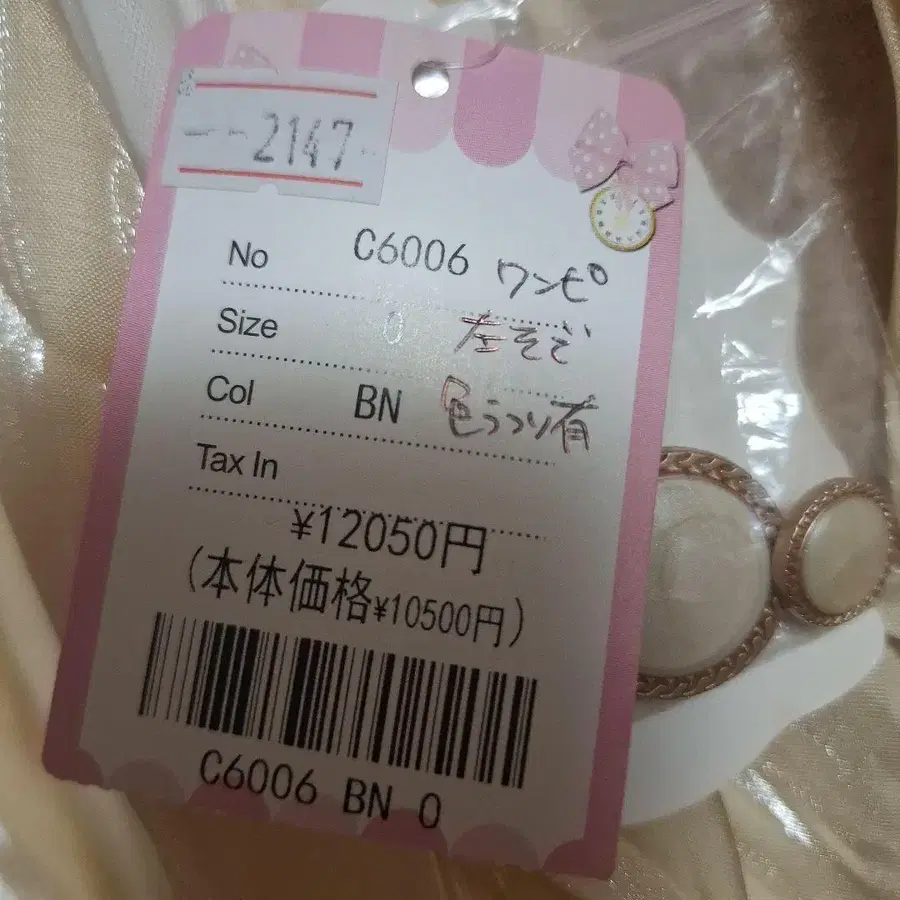 2147
No C6006 ワンピ
Size 0 左そで
Col BN 色うつり有
Tax In
¥12050円
(本体価格¥10500円)
C6006 BN 0